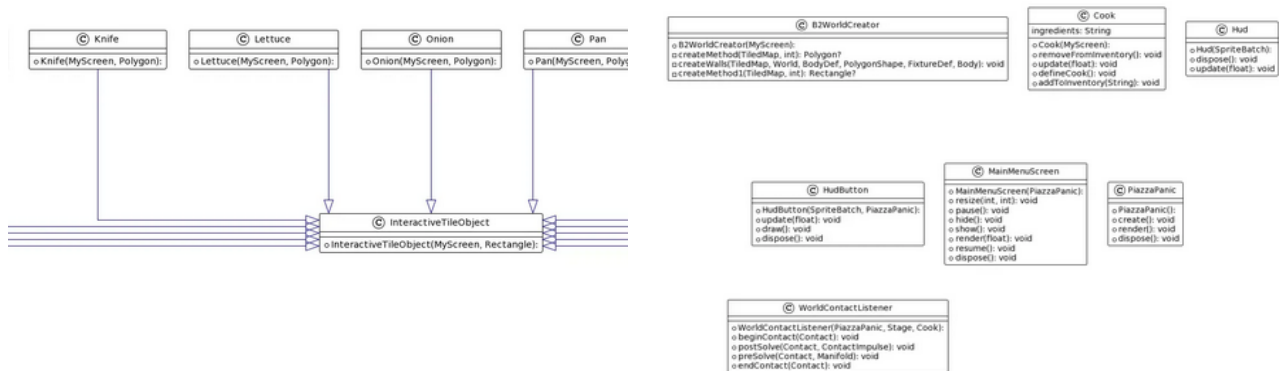 C Knife
Knife(MyScreen, Polygon):
C Lettuce
Lettuce(MyScreen, Polygon):
C Onion
Onion(MyScreen, Polygon):
C Pan
Pan(MyScreen, Polyg
C InteractiveTileObject
InteractiveTileObject(MyScreen, Rectangle):
C B2WorldCreator
B2WorldCreator(MyScreen):
createMethod(TiledMap, int): Polygon?
createWalls(TiledMap, World, BodyDef, PolygonShape, FixtureDef, Body): void
createMethod1(TiledMap, int): Rectangle?
C Cook
ingredients: String
Cook(MyScreen):
removeFromInventory(): void
update(float): void
defineCook(): void
addToInventory(String): void
C Hud
Hud(SpriteBatch):
dispose(): void
update(float): void
C HudButton
HudButton(SpriteBatch, PiazzaPanic):
update(float): void
draw(): void
dispose(): void
C MainMenuScreen
MainMenuScreen(PiazzaPanic):
resize(int, int): void
pause(): void
hide(): void
show(): void
render(float): void
resume(): void
dispose(): void
C PiazzaPanic
PiazzaPanic():
create(): void
render(): void
dispose(): void
C WorldContactListener
WorldContactListener(PiazzaPanic, Stage, Cook):
beginContact(Contact): void
postSolve(Contact, ContactImpulse): void
preSolve(Contact, Manifold): void
endContact(Contact): void